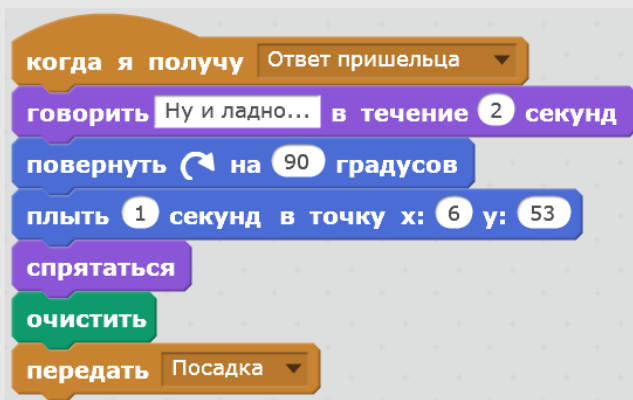 когда я получу Ответ пришельца
говорить Ну и ладно... в течение 2 секунд
повернуть на 90 градусов
плыть 1 секунд в точку x: 6 y: 53
спрятаться
очистить
передать Посадка